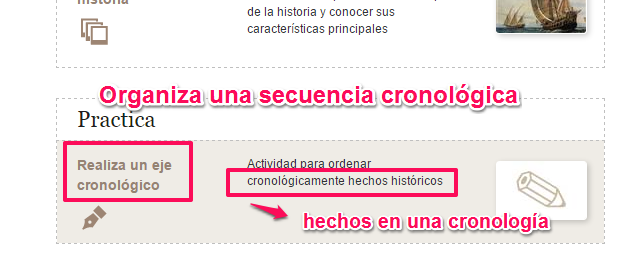 historia
de la historia y conocer sus
características principales
Organiza una secuencia cronológica
Practica
Realiza un eje
cronológico
Actividad para ordenar
cronológicamente hechos históricos
hechos en una cronología